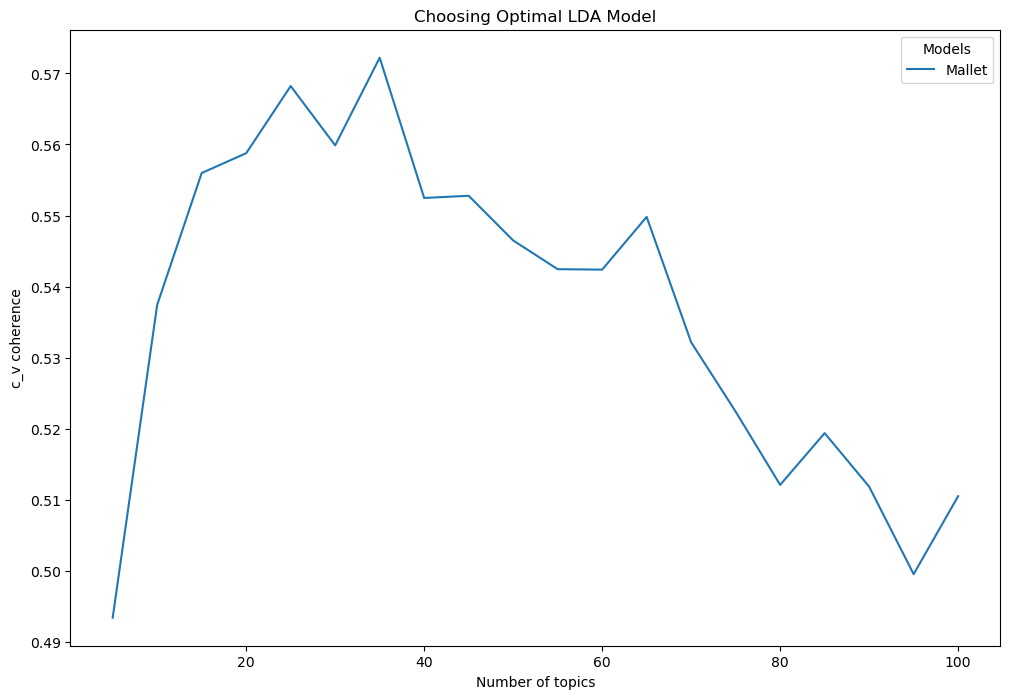 Choosing Optimal LDA Model
Models
Mallet
0.57
0.56
0.55
0.54
0.53
0.52
0.51
0.50
0.49
c_v coherence
20
40
60
80
100
Number of topics